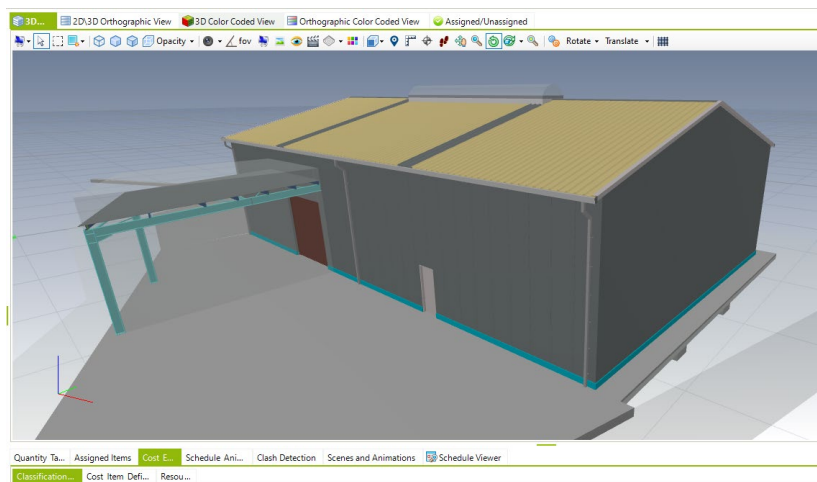 3D... 2D\3D Orthographic View 3D Color Coded View Orthographic Color Coded View Assigned/Unassigned
Opacity fov Rotate Translate
Quantity Ta... Assigned Items Cost E... Schedule Ani... Clash Detection Scenes and Animations Schedule Viewer
Classification... Cost Item Defi... Resou...